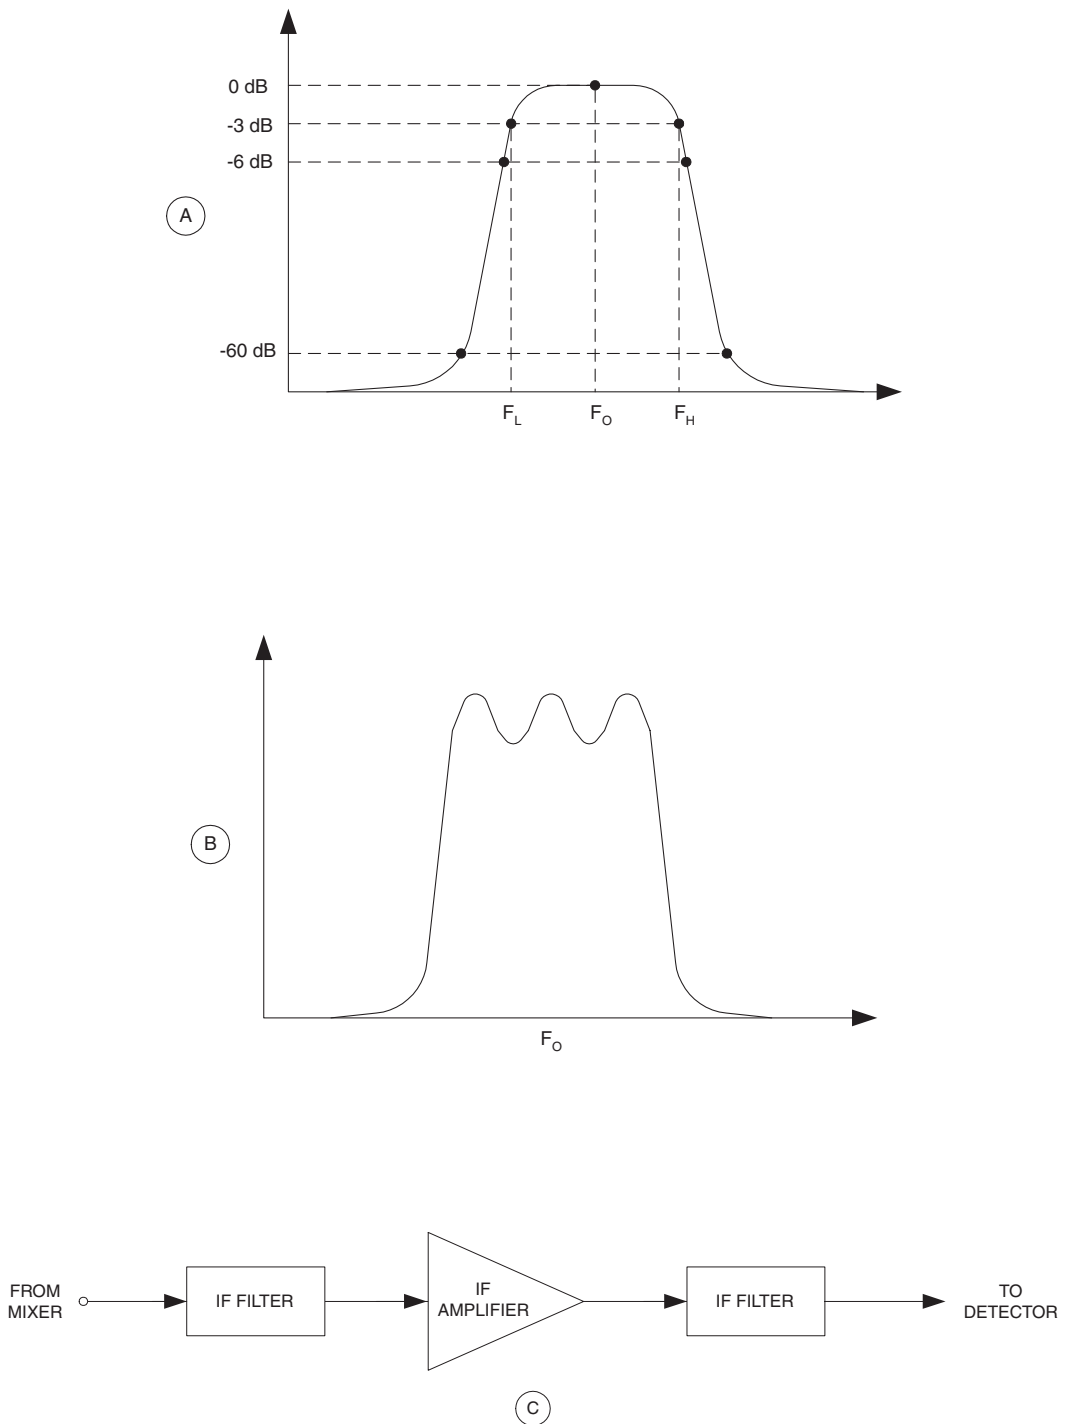 0 dB
-3 dB
-6 dB
A
-60 dB
FL FO FH
B
FO
FROM
MIXER
IF FILTER
IF
AMPLIFIER
IF FILTER
TO
DETECTOR
C